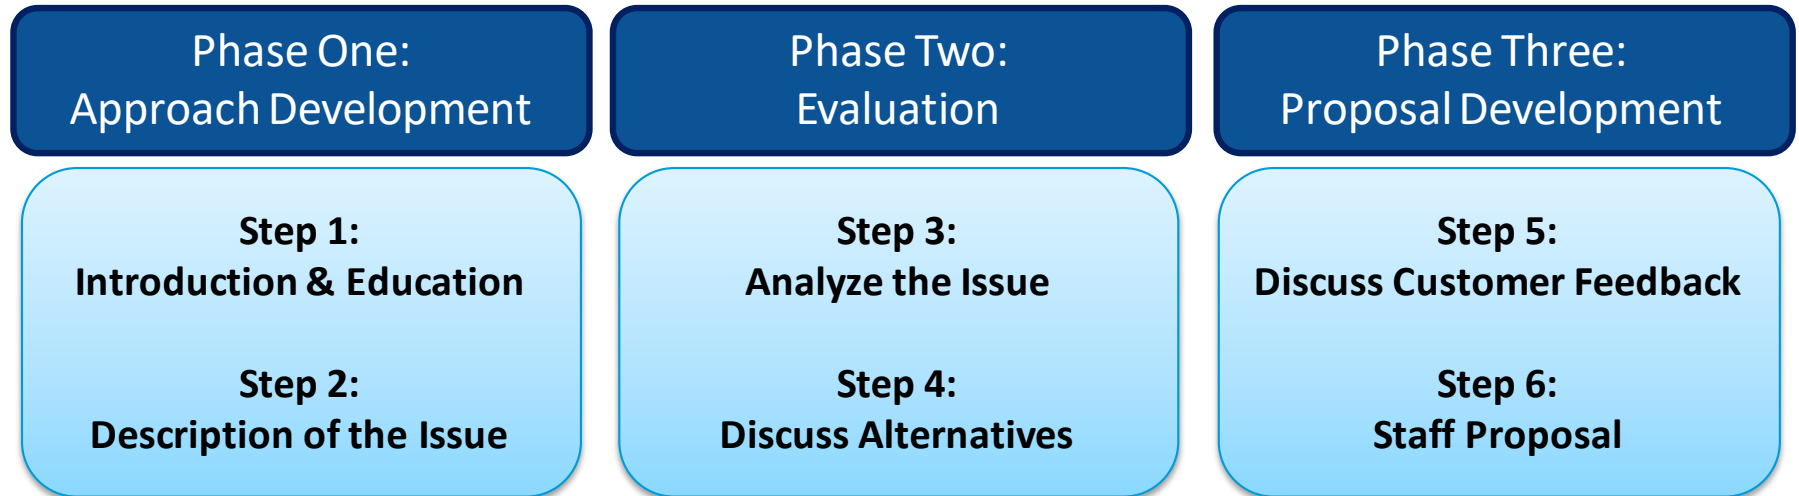 Phase One:
Approach Development
Step 1:
Introduction & Education
Step 2:
Description of the Issue
Phase Two:
Evaluation
Step 3:
Analyze the Issue
Step 4:
Discuss Alternatives
Phase Three:
Proposal Development
Step 5:
Discuss Customer Feedback
Step 6:
Staff Proposal